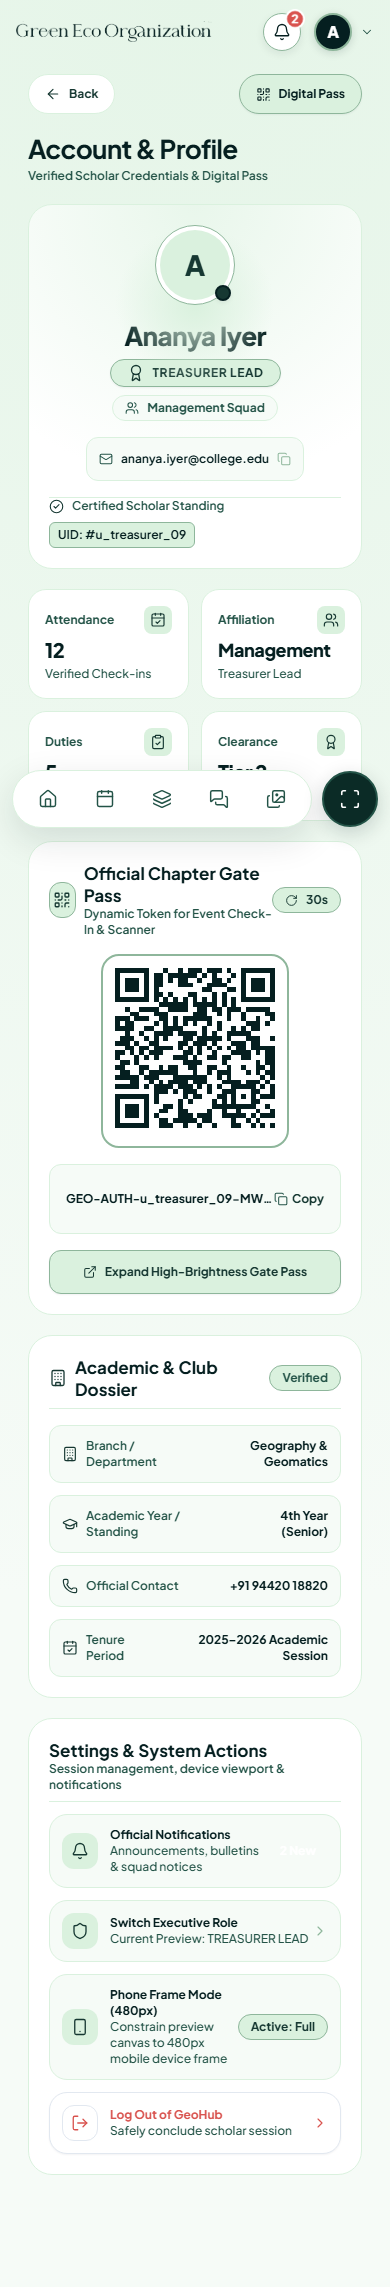 Green Eco Organization
2
A
Back
Digital Pass
Account & Profile
Verified Scholar Credentials & Digital Pass
A
Ananya Iyer
TREASURER LEAD
Management Squad
ananya.iyer@college.edu
Certified Scholar Standing
UID: #u_treasurer_09
Attendance
12
Verified Check-ins
Affiliation
Management
Treasurer Lead
Duties
Clearance
Official Chapter Gate
Pass
Dynamic Token for Event Check-
In & Scanner
30s
GEO-AUTH-u_treasurer_09-MW...
Copy
Expand High-Brightness Gate Pass
Academic & Club
Dossier
Verified
Branch /
Department
Geography &
Geomatics
Academic Year /
Standing
4th Year
(Senior)
Official Contact
+91 94420 18820
Tenure
Period
2025-2026 Academic
Session
Settings & System Actions
Session management, device viewport &
notifications
Official Notifications
Announcements, bulletins
& squad notices
2 New
Switch Executive Role
Current Preview: TREASURER LEAD
Phone Frame Mode
(480px)
Constrain preview
canvas to 480px
mobile device frame
Active: Full
Log Out of GeoHub
Safely conclude scholar session